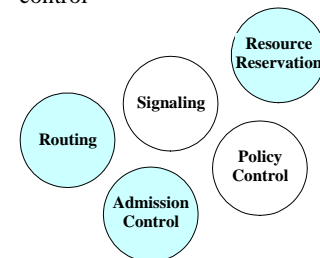 control
Resource
Reservation
Signaling
Routing
Policy
Control
Admission
Control